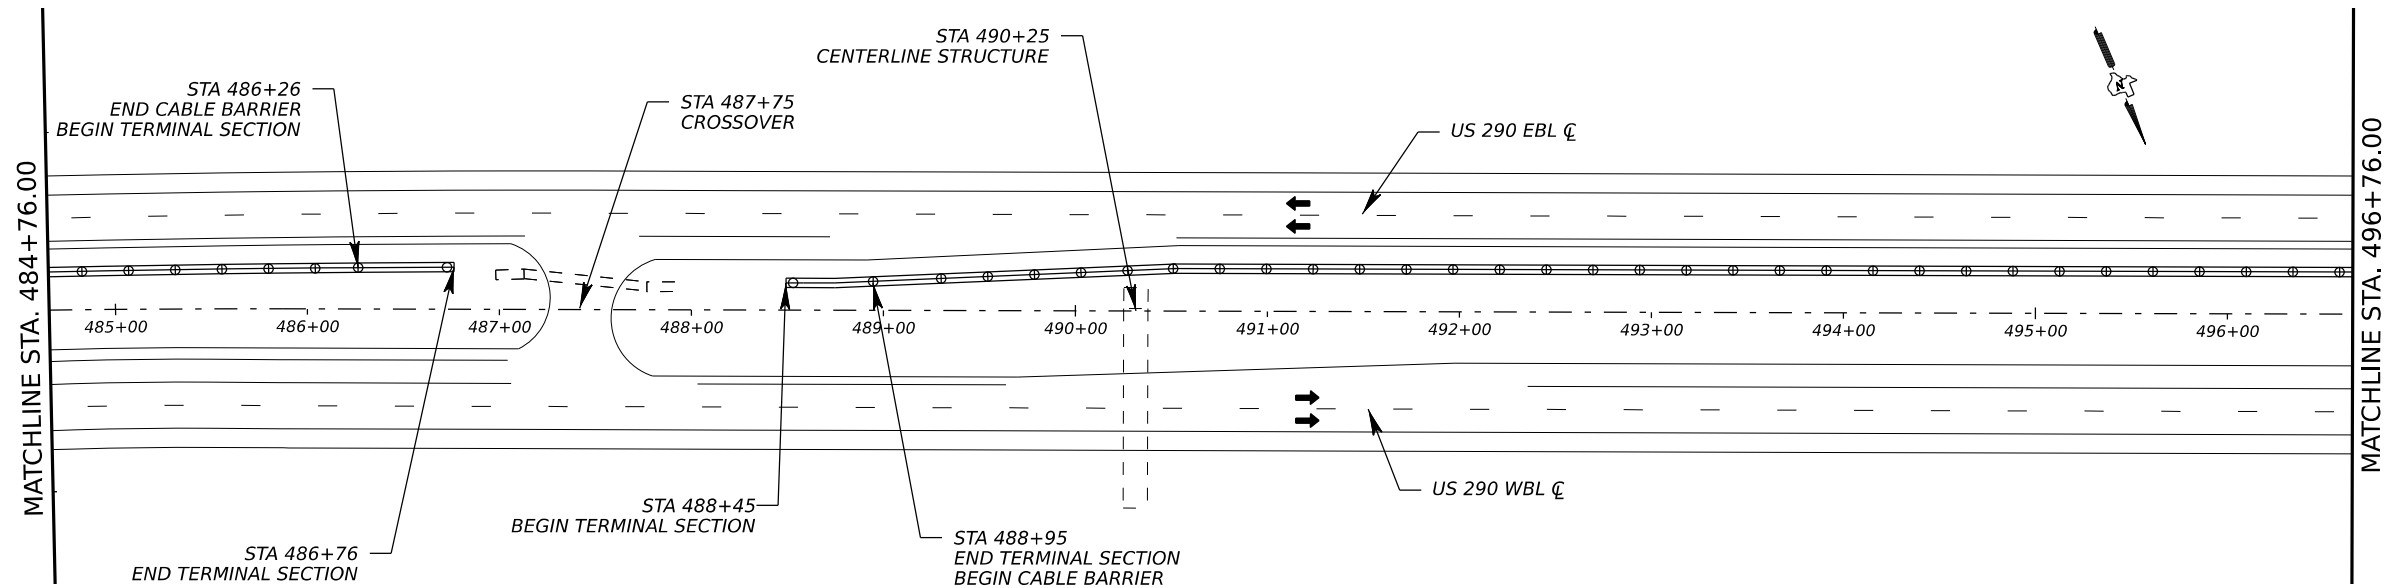 MATCHLINE STA. 484+76.00
STA 486+26
END CABLE BARRIER
BEGIN TERMINAL SECTION
STA 487+75
CROSSOVER
STA 490+25
CENTERLINE STRUCTURE
US 290 EBL ℄
N
MATCHLINE STA. 496+76.00
485+00
486+00
487+00
488+00
489+00
490+00
491+00
492+00
493+00
494+00
495+00
496+00
STA 486+76
END TERMINAL SECTION
STA 488+45
BEGIN TERMINAL SECTION
STA 488+95
END TERMINAL SECTION
BEGIN CABLE BARRIER
US 290 WBL ℄